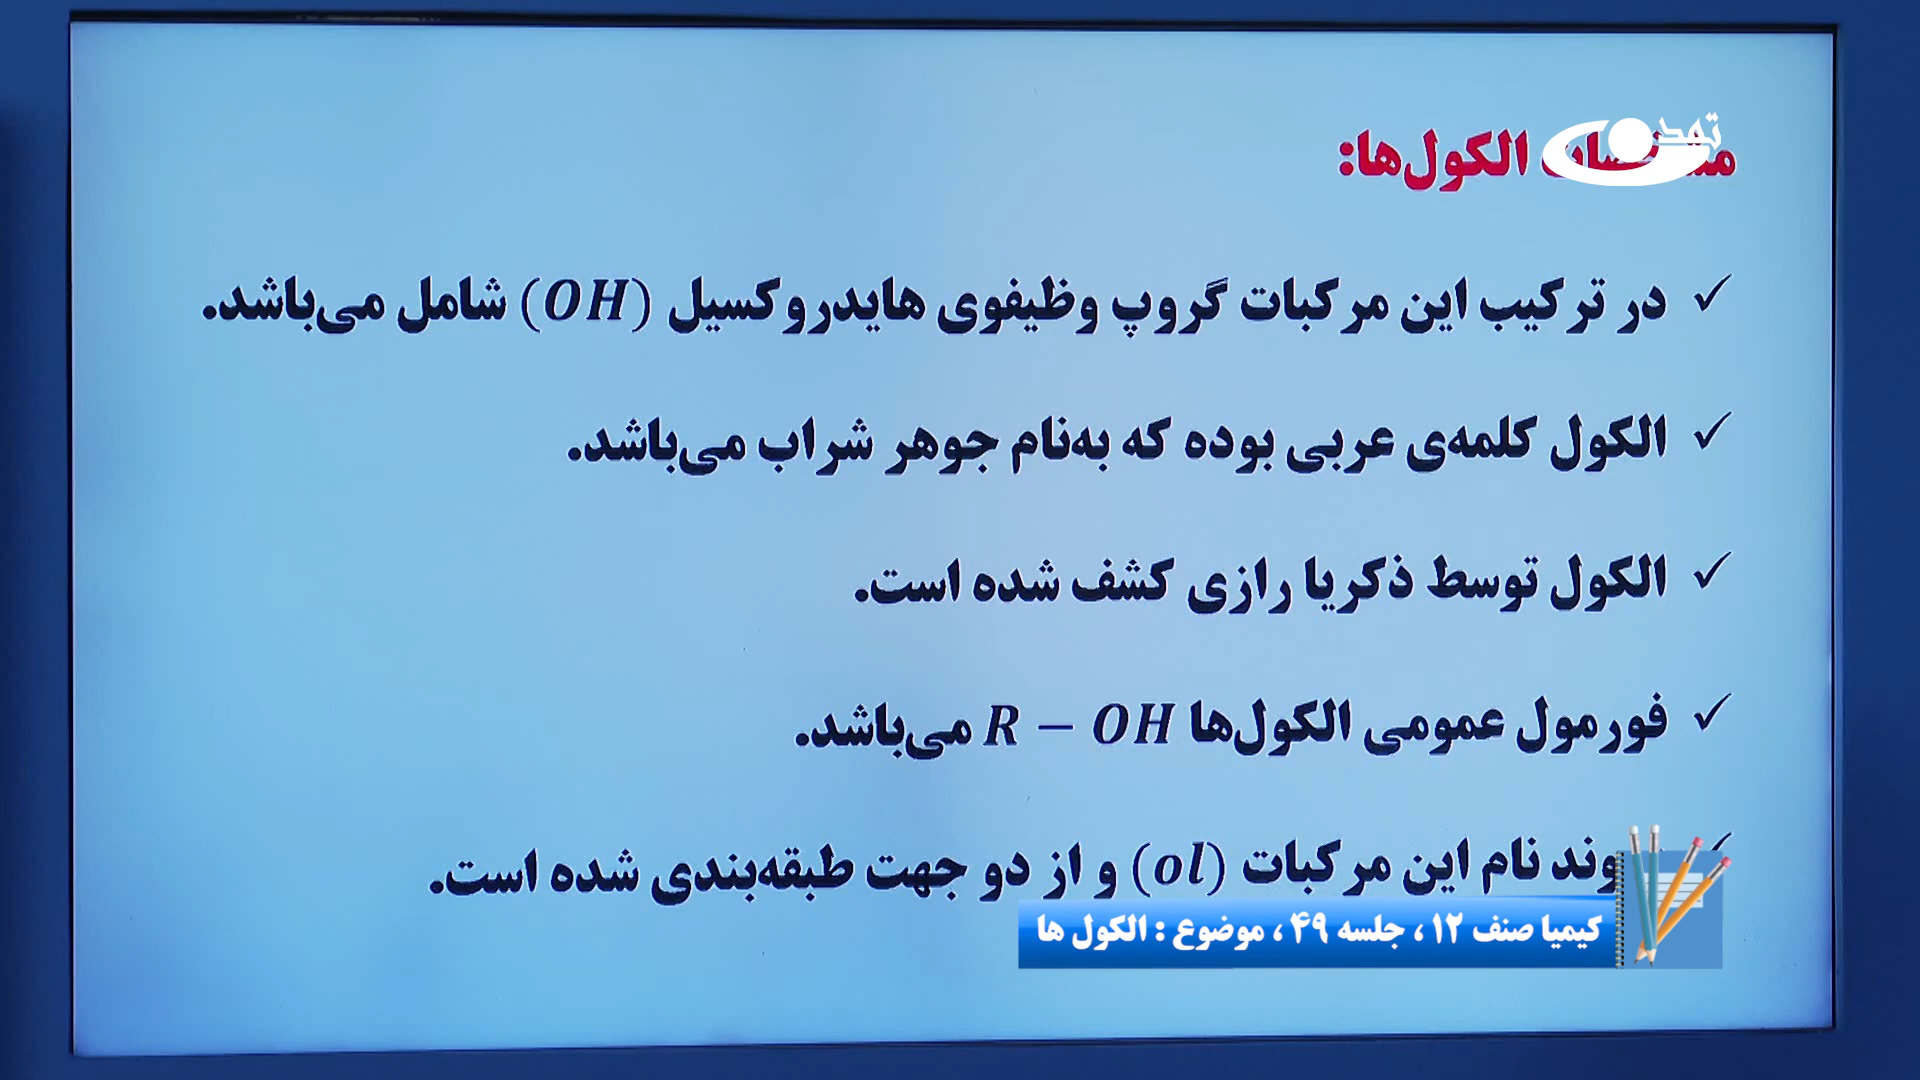 تمدن
الکول‌ها:
در ترکیب این مرکبات گروپ وظیفوی هایدروکسیل (OH) شامل می‌باشد.
الکول کلمه‌ی عربی بوده که به‌نام جوهر شراب می‌باشد.
الکول توسط ذکریا رازی کشف شده است.
فورمول عمومی الکول‌ها R – OH می‌باشد.
نام این مرکبات (ol) و از دو جهت طبقه‌بندی شده است.
کیمیا صنف ۱۲ ، جلسه ۴۹ ، موضوع : الکول ها